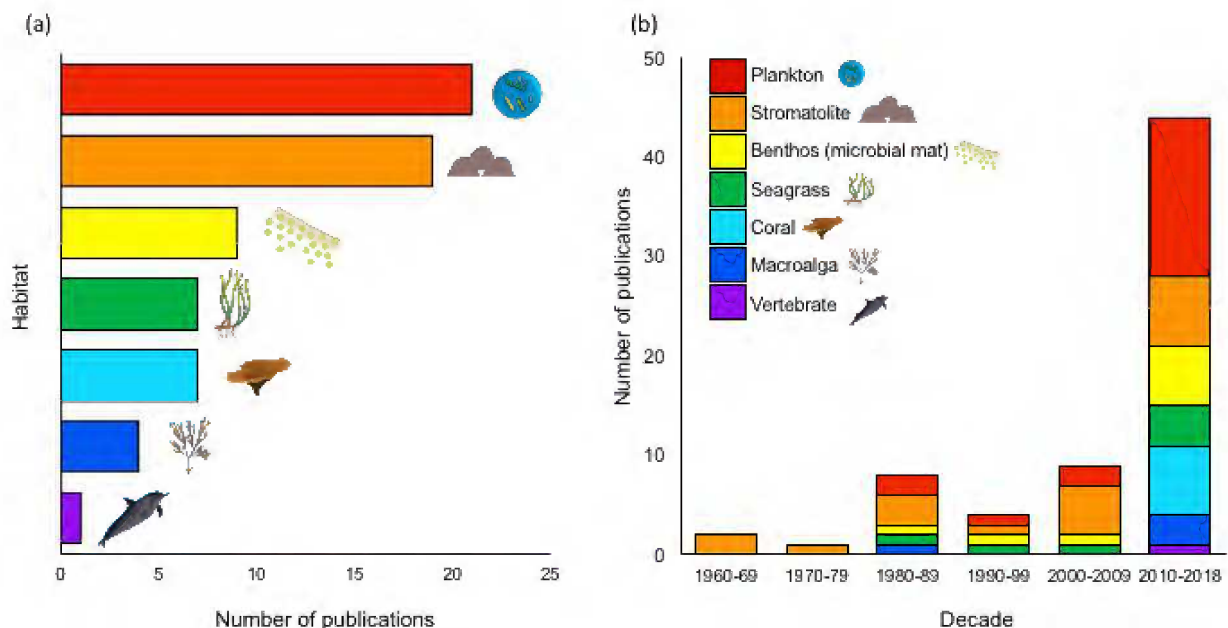 (a)
Habitat
0 5 10 15 20 25
Number of publications
(b)
50
40
30
20
10
0
Number of publications
Plankton
Stromatolite
Benthos (microbial mat)
Seagrass
Coral
Macroalga
Vertebrate
1960-69 1970-79 1980-89 1990-99 2000-2009 2010-2018
Decade